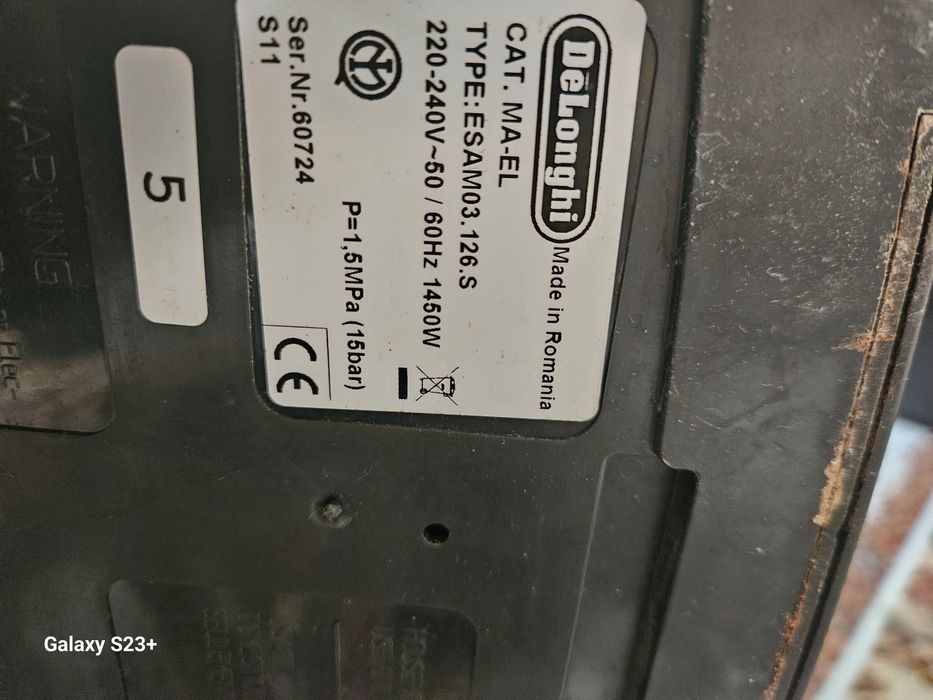 DeLonghi
Made in Romania
CAT. MA-EL
TYPE:ESAM03.126.S
220-240V~50 / 60Hz 1450W
P=1,5MPa (15bar)
Ser.Nr.60724
S11
CE
5
WARNING
Galaxy S23+